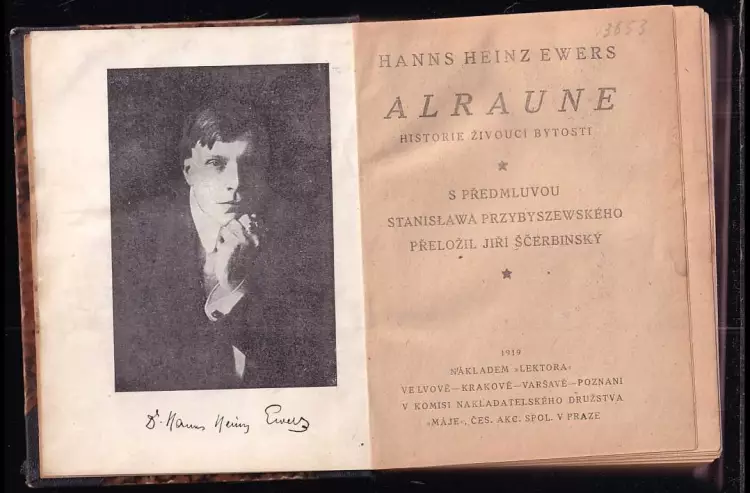 Dr. Hanns Heinz Ewers
13653
HANNS HEINZ EWERS
ALRAUNE
HISTORIE ŽIVOUCÍ BYTOSTI
S PŘEDMLUVOU
STANISŁAWA PRZYBYSZEWSKÉHO
PŘELOŽIL JIŘÍ ŠČERBINSKÝ
1919
NÁKLADEM »LEKTORA«
VE LVOVĚ—KRAKOVĚ—VARŠAVĚ—POZNANI
V KOMISI NAKLADATELSKÉHO DRUŽSTVA
»MÁJE«, ČES. AKC. SPOL. V PRAZE